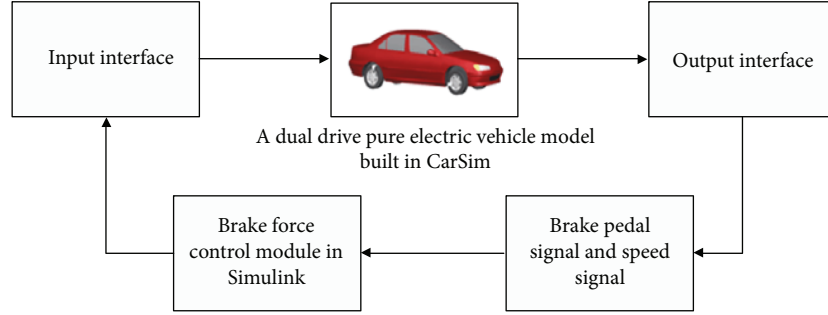 Input interface
Output interface
A dual drive pure electric vehicle model
built in CarSim
Brake force
control module in
Simulink
Brake pedal
signal and speed
signal